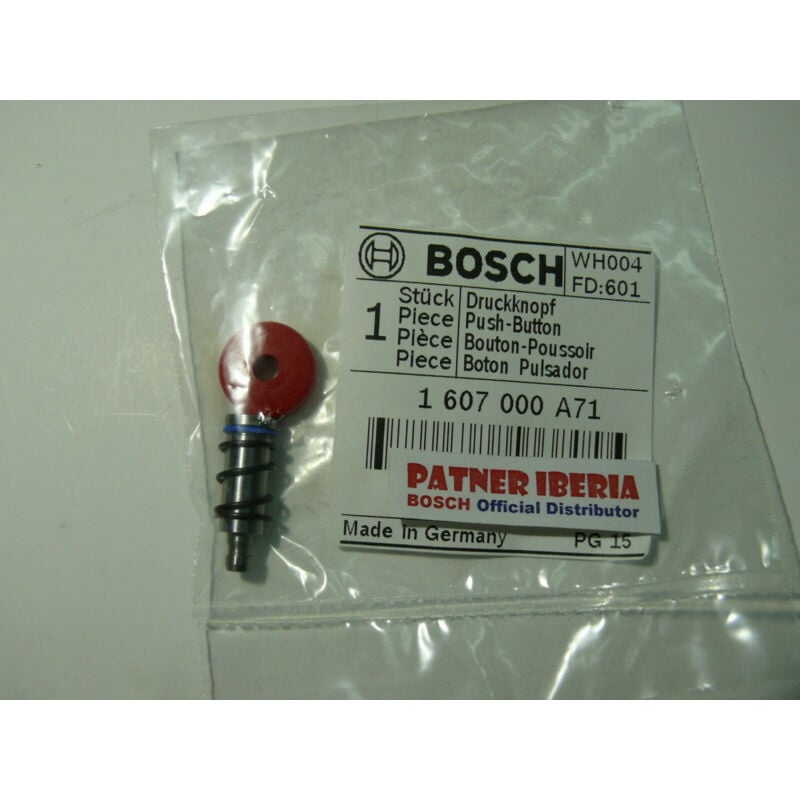 BOSCH
WH004
FD:601
1
Stück Druckknopf
Piece Push-Button
Pièce Bouton-Poussoir
Piece Boton Pulsador
1 607 000 A71
PATNER IBERIA
BOSCH Official Distributor
Made in Germany PG 15